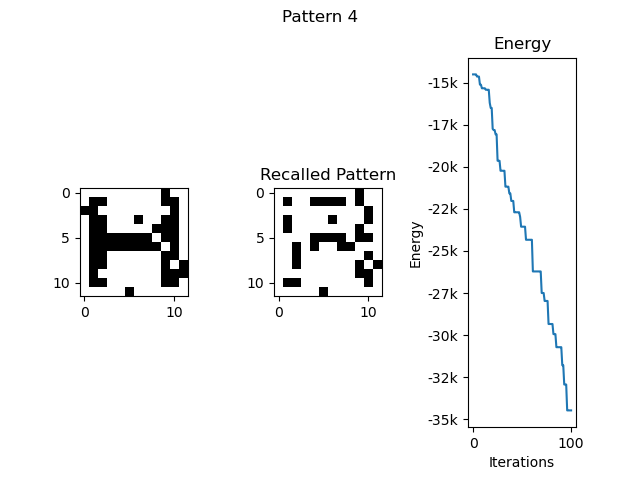 Pattern 4
0
5
10
0 10
Recalled Pattern
0
5
10
0 10
Energy
Energy
-15k
-17k
-20k
-22k
-25k
-27k
-30k
-32k
-35k
0 100
Iterations